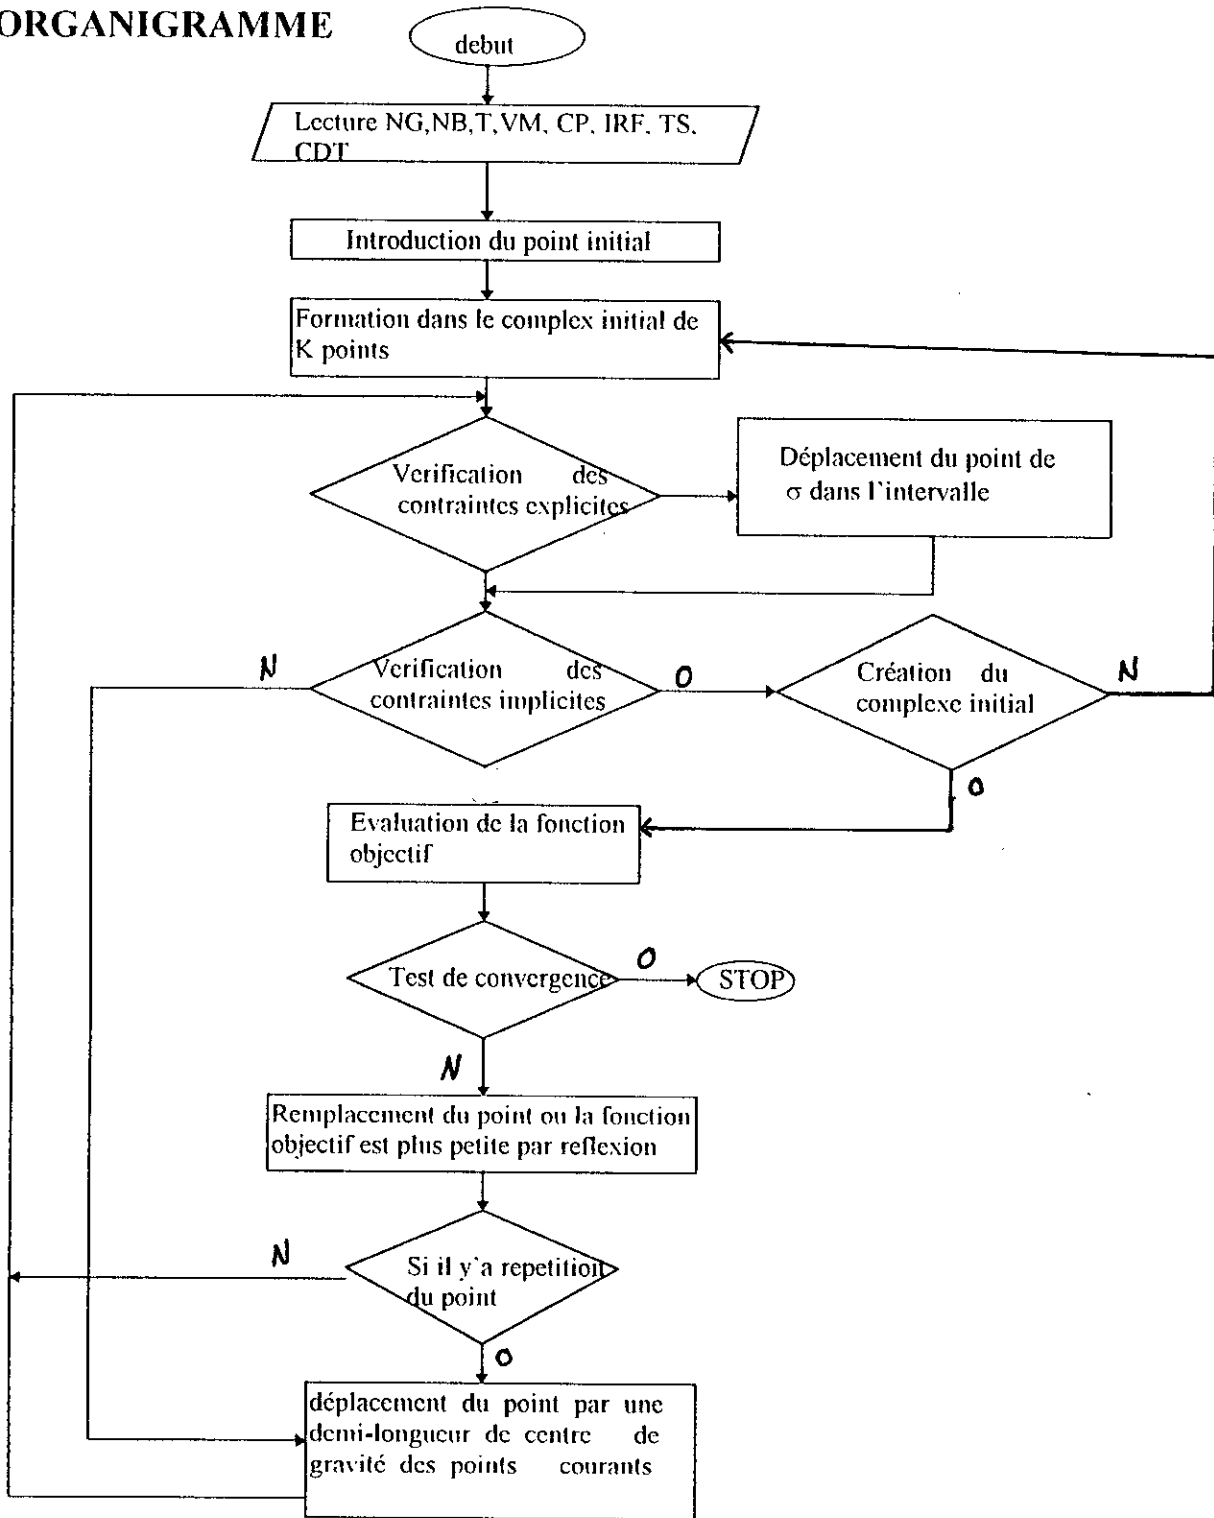 ORGANIGRAMME
debut
Lecture NG,NB,T,VM, CP, IRF, TS,
CDT
Introduction du point initial
Formation dans le complex initial de
K points
Verification des
contraintes explicites
Déplacement du point de
σ dans l'intervalle
N
Verification des
contraintes implicites
O
Création du
complexe initial
N
O
Evaluation de la fonction
objectif
Test de convergence
O
STOP
N
Remplacement du point ou la fonction
objectif est plus petite par reflexion
N
Si il y'a repetition
du point
O
déplacement du point par une
demi-longueur de centre de
gravité des points courants